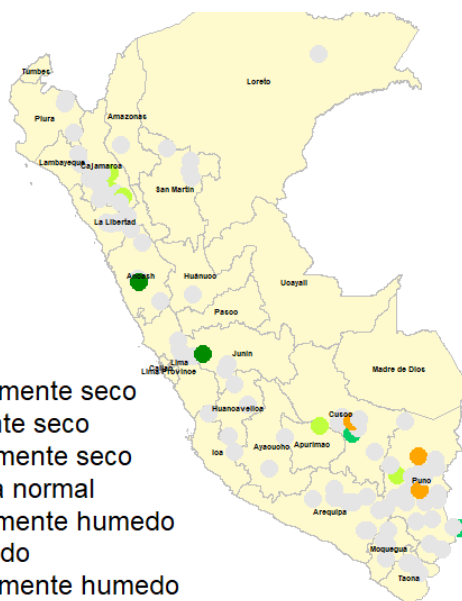 Loreto
Tumbes
Piura
Amazonas
Lambayeque
Cajamarca
San Martin
La Libertad
Ancash
Huánuco
Ucayali
Pasco
Lima
Junín
Lima Province
Madre de Dios
mente seco
te seco
mente seco
a normal
mente humedo
do
mente humedo
Huancavelica
Cusco
Ica
Ayacucho
Apurimac
Puno
Arequipa
Moquegua
Tacna